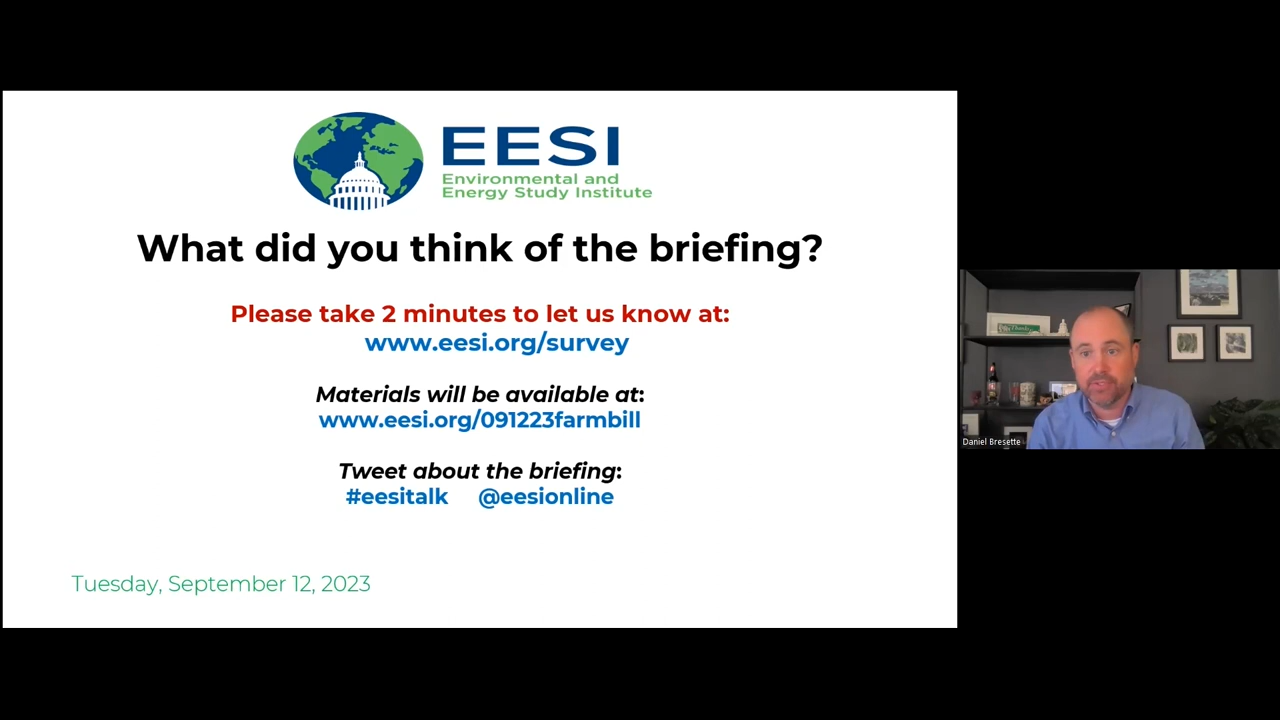 EESI
Environmental and
Energy Study Institute
What did you think of the briefing?
Please take 2 minutes to let us know at:
www.eesi.org/survey
Materials will be available at:
www.eesi.org/091223farmbill
Tweet about the briefing:
#eesitalk @eesionline
Tuesday, September 12, 2023
Daniel Bresette